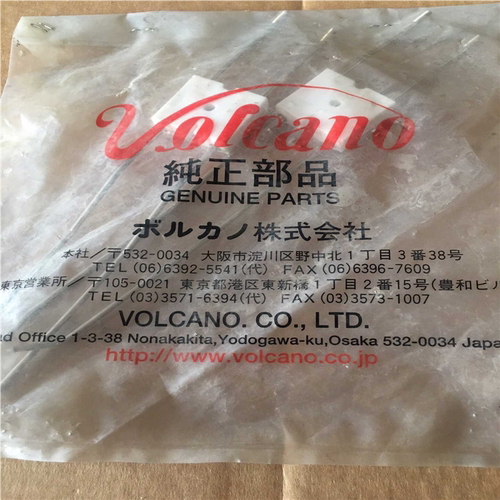 Volcano
純正部品
GENUINE PARTS
ボルカノ株式会社
本社/〒532-0034 大阪市淀川区野中北1丁目3番38号
TEL (06)6392-5541(代) FAX (06)6396-7609
東京営業所/〒105-0021 東京都港区東新橋1丁目2番15号(豊和ビル
TEL (03)3571-6394(代) FAX (03)3573-1007
VOLCANO. CO., LTD.
ad Office 1-3-38 Nonakakita,Yodogawa-ku,Osaka 532-0034 Japa
http://www.volcano.co.jp